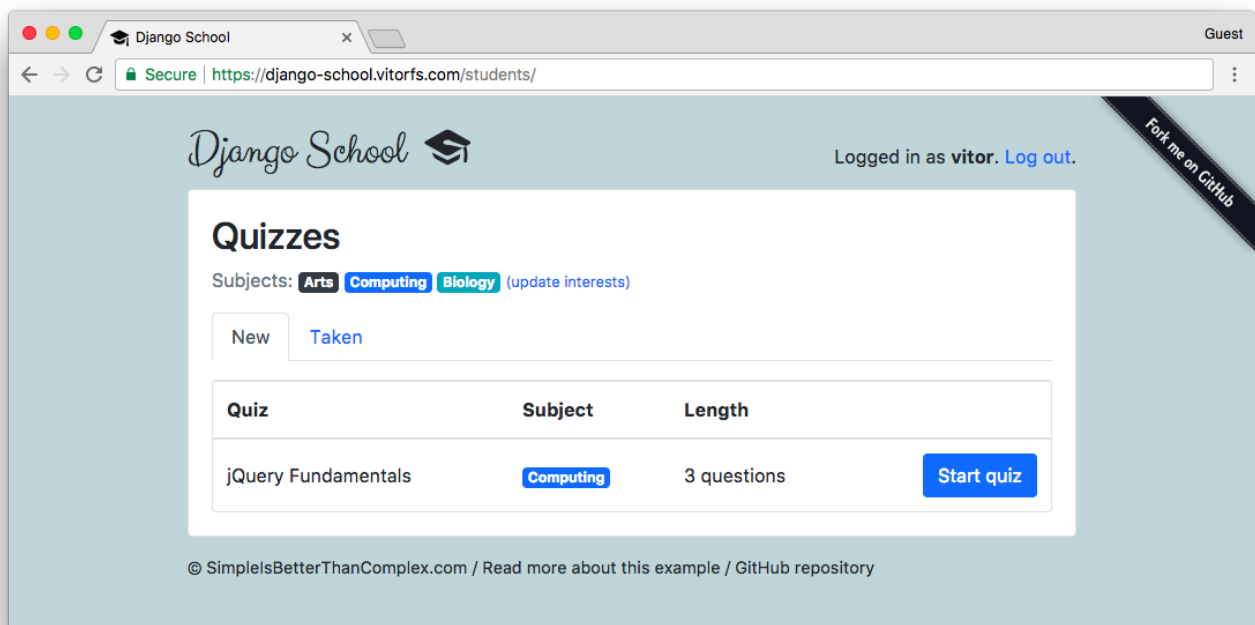 Django School
Guest
Secure | https://django-school.vitorfs.com/students/
Fork me on GitHub
Django School
Logged in as vitor. Log out.
Quizzes
Subjects: Arts Computing Biology (update interests)
New Taken
Quiz Subject Length
jQuery Fundamentals Computing 3 questions Start quiz
© SimpleIsBetterThanComplex.com / Read more about this example / GitHub repository